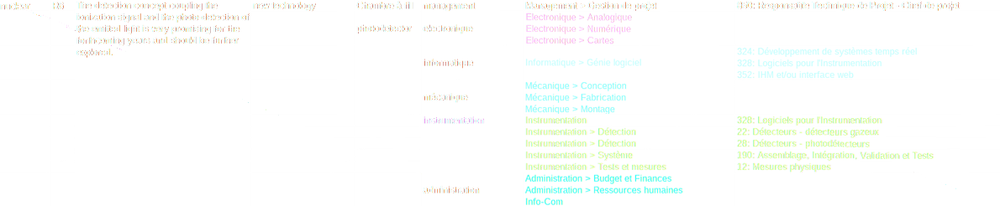 nuclear R5 The detection concept coupling the new technology Chambre à fil management Management > Gestion de projet 350: Responsable Technique de Projet - Chef de projet
ionization signal and the photo detection of Électronique > Analogique
the emitted light is very promising for the photodetector electronique Électronique > Numérique
forthcoming years and should be further Électronique > Cartes
explored. 324: Développement de systèmes temps réel
informatique Informatique > Génie logiciel 328: Logiciels pour l'Instrumentation
352: IHM et/ou interface web
Mécanique > Conception
mécanique Mécanique > Fabrication
Mécanique > Montage
instrumentation Instrumentation 328: Logiciels pour l'Instrumentation
Instrumentation > Détection 22: Détecteurs - détecteurs gazeux
Instrumentation > Détection 28: Détecteurs - photodétecteurs
Instrumentation > Système 190: Assemblage, Intégration, Validation et Tests
Instrumentation > Tests et mesures 12: Mesures physiques
Administration > Budget et Finances
administration Administration > Ressources humaines
Info-Com